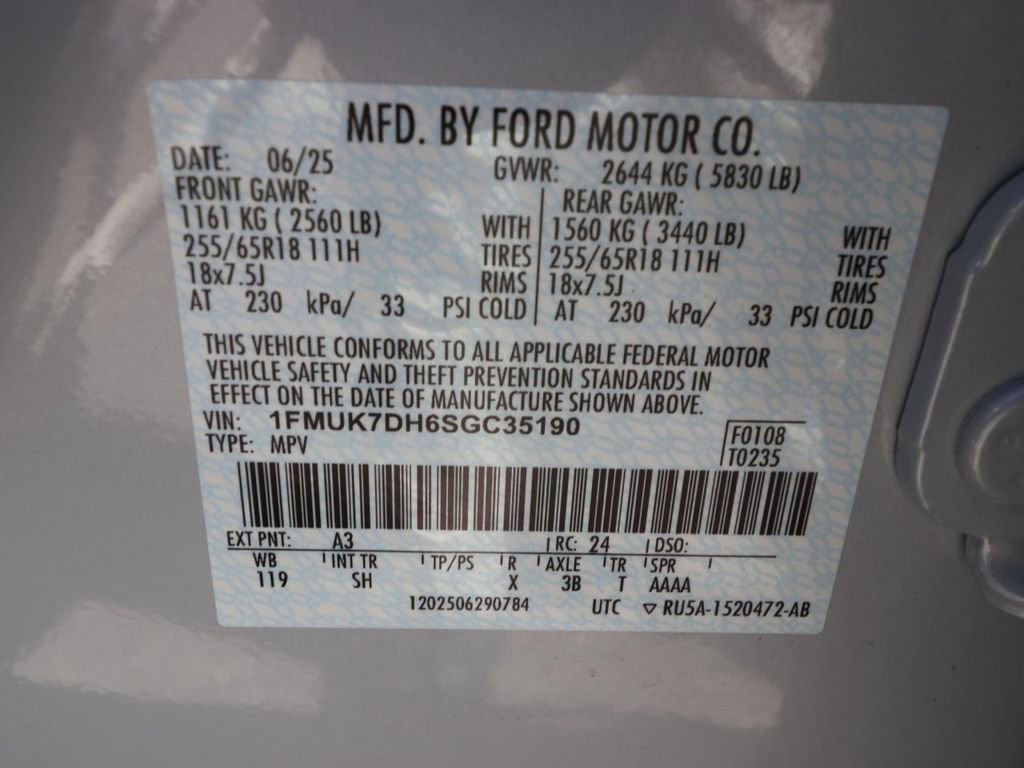 MFD. BY FORD MOTOR CO.
DATE: 06/25 GVWR: 2644 KG ( 5830 LB)
FRONT GAWR: REAR GAWR:
1161 KG ( 2560 LB) WITH 1560 KG ( 3440 LB) WITH
255/65R18 111H TIRES 255/65R18 111H TIRES
18x7.5J RIMS 18x7.5J RIMS
AT 230 kPa/ 33 PSI COLD AT 230 kPa/ 33 PSI COLD
THIS VEHICLE CONFORMS TO ALL APPLICABLE FEDERAL MOTOR
VEHICLE SAFETY AND THEFT PREVENTION STANDARDS IN
EFFECT ON THE DATE OF MANUFACTURE SHOWN ABOVE.
VIN: 1FMUK7DH6SGC35190
TYPE: MPV
F0108
T0235
EXT PNT: A3 RC: 24 DSO:
WB INT TR TP/PS R AXLE TR SPR
119 SH X 3B T AAAA
1202506290784 UTC ▽ RU5A-1520472-AB